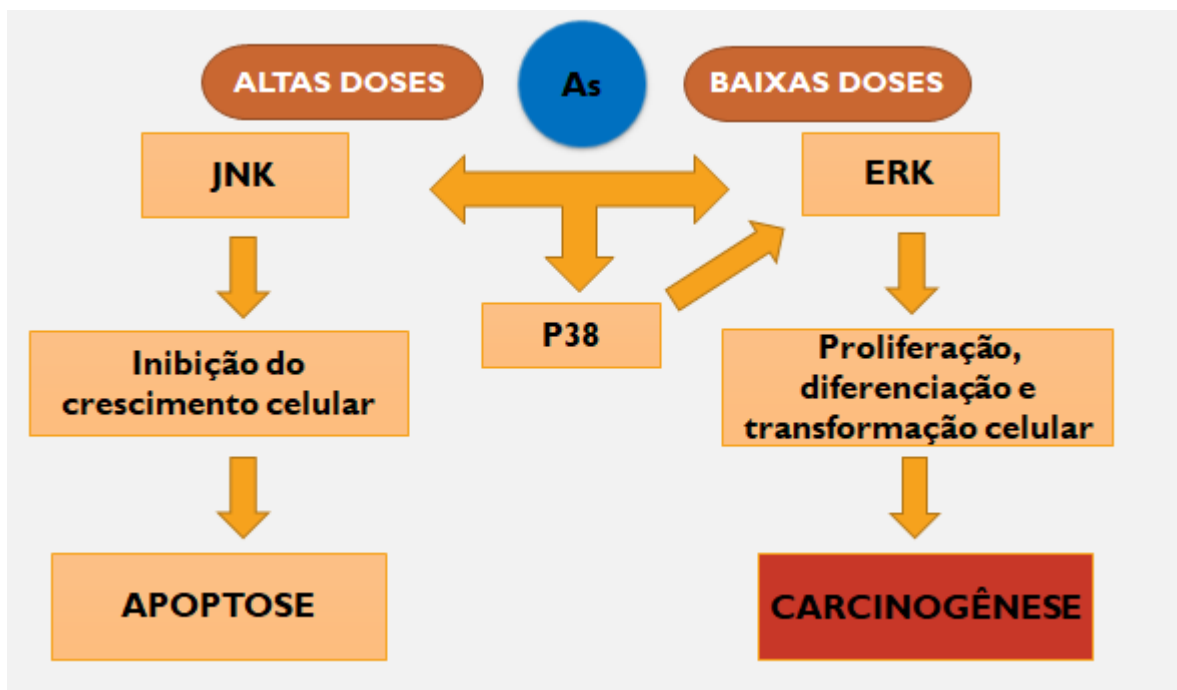 ALTAS DOSES
As
BAIXAS DOSES
JNK
ERK
P38
Inibição do
crescimento celular
Proliferação,
diferenciação e
transformação celular
APOPTOSE
CARCINOGÊNESE